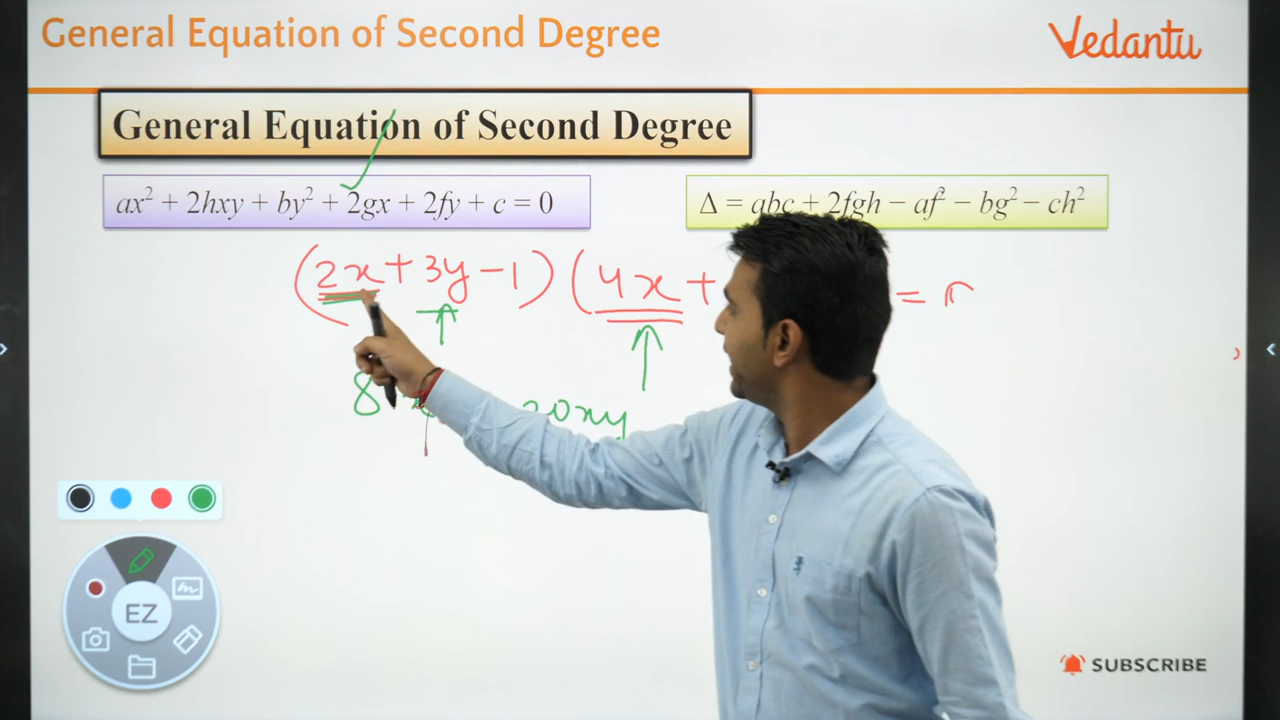 General Equation of Second Degree
Vedantu
General Equation of Second Degree
ax² + 2hxy + by² + 2gx + 2fy + c = 0
Δ = abc + 2fgh − af² − bg² − ch²
(2x + 3y − 1) (4x + =
8 20xy
EZ
SUBSCRIBE